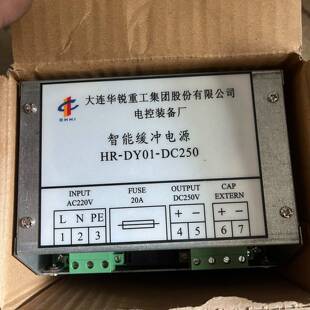 大连华锐重工集团股份有限公司
电控装备厂
DHHI
智能缓冲电源
HR-DY01-DC250
INPUT
AC220V
FUSE
20A
OUTPUT
DC250V
CAP
EXTERN
L N PE
1 2 3
+ -
4 5
+ -
6 7